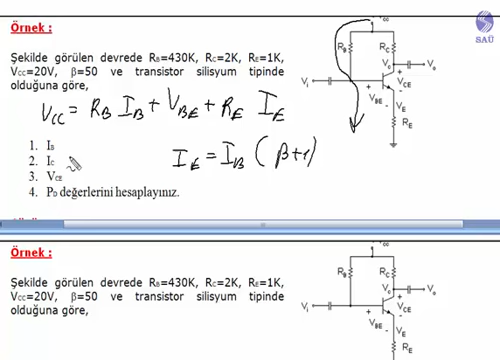 Örnek :
SAÜ
Şekilde görülen devrede RB=430K, RC=2K, RE=1K,
VCC=20V, β=50 ve transistor silisyum tipinde
olduğuna göre,
VCC = RB IB + VBE + RE IE
IE = IB (β+1)
1. IB
2. IC
3. VCE
4. PD değerlerini hesaplayınız.
RB
RC
Vi
VC
Vo
VCE
VBE
VE
RE
Örnek :
Şekilde görülen devrede RB=430K, RC=2K, RE=1K,
VCC=20V, β=50 ve transistor silisyum tipinde
olduğuna göre,
RB
RC
Vi
VC
Vo
VCE
VBE
VE
RE